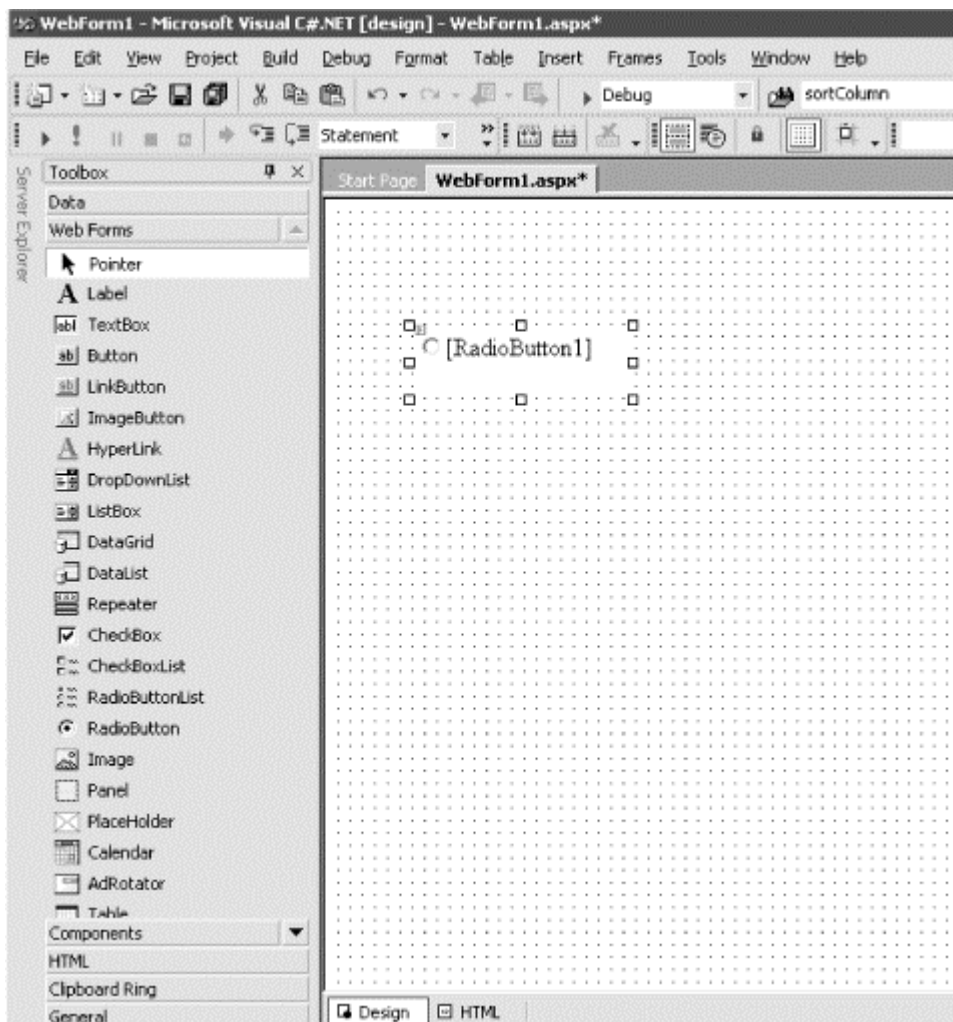 WebForm1 - Microsoft Visual C#.NET [design] - WebForm1.aspx*
File Edit View Project Build Debug Format Table Insert Frames Tools Window Help
Debug sortColumn
Statement
Server Explorer
Toolbox
Start Page WebForm1.aspx*
Data
Web Forms
Pointer
A Label
abl TextBox
ab Button
ab LinkButton
ImageButton
A HyperLink
DropDownList
ListBox
DataGrid
DataList
Repeater
CheckBox
CheckBoxList
RadioButtonList
RadioButton
Image
Panel
PlaceHolder
Calendar
AdRotator
Table
Components
HTML
Clipboard Ring
General
[RadioButton1]
Design HTML